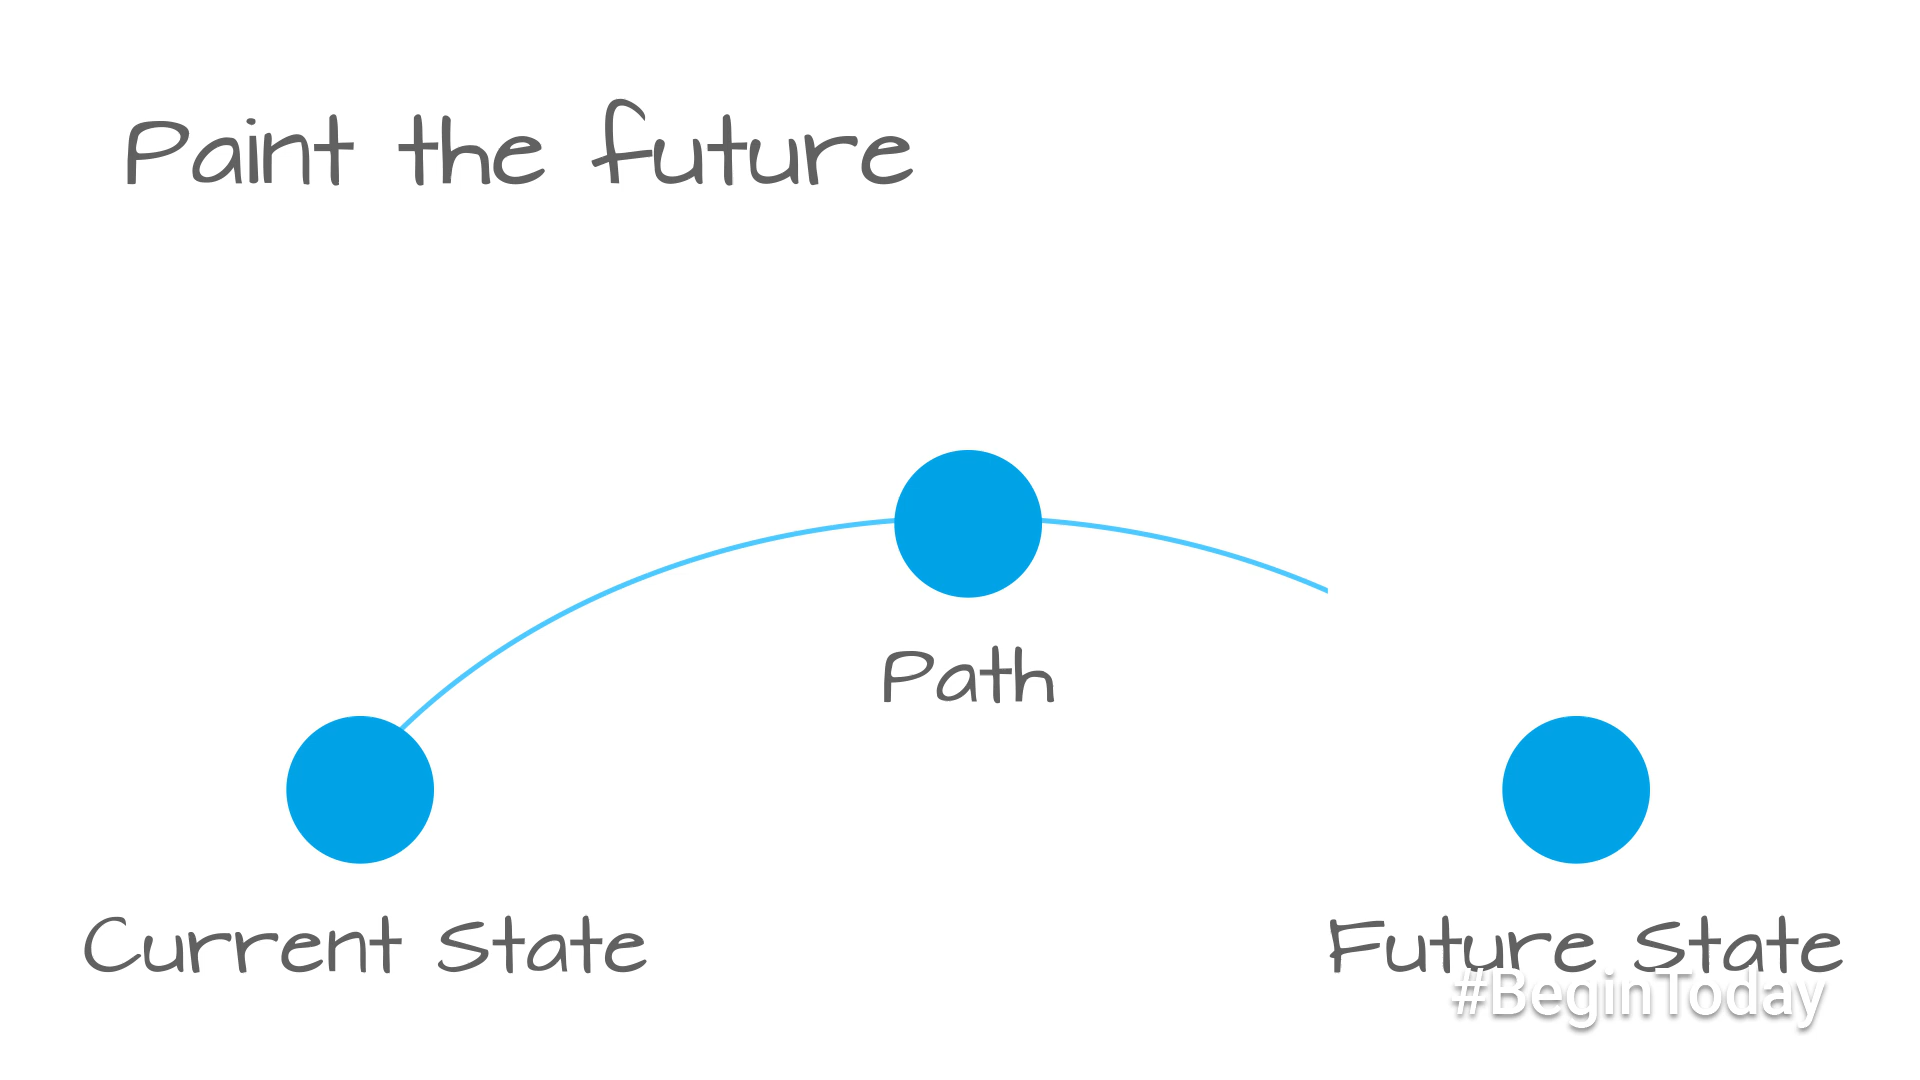 Paint the future
Path
Current State
Future State
#BeginToday